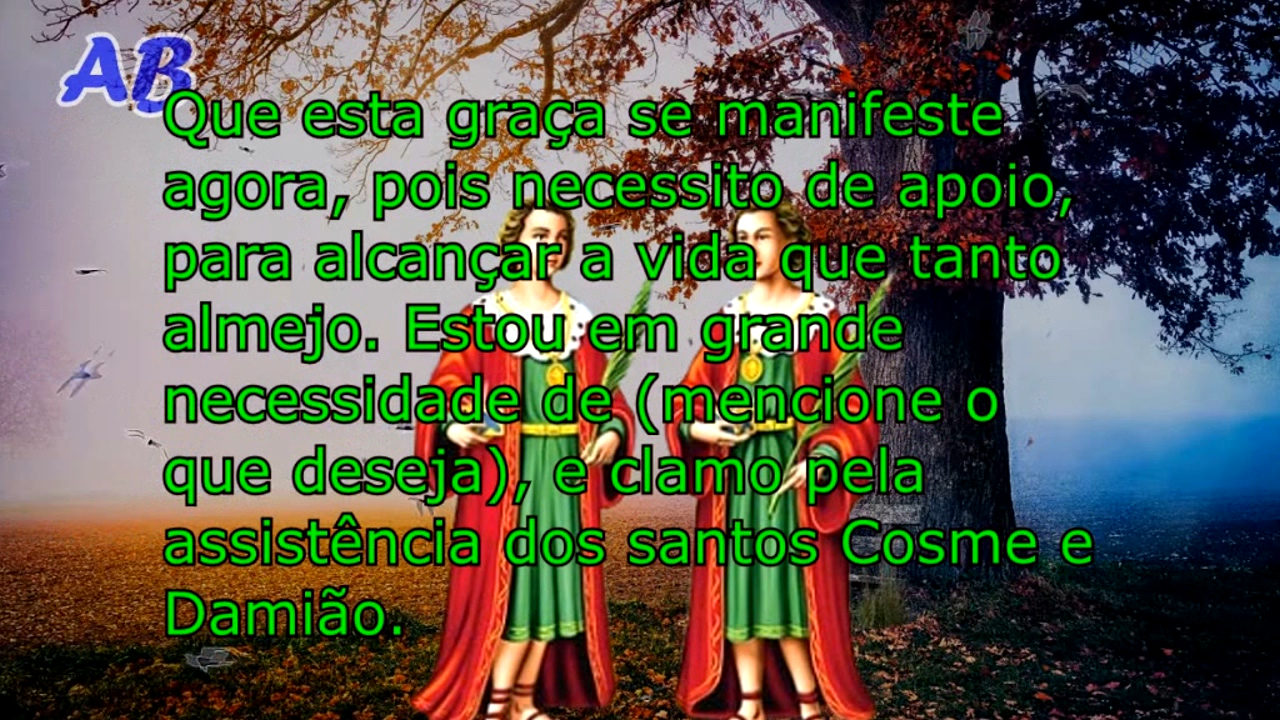 AB
Que esta graça se manifeste
agora, pois necessito de apoio,
para alcançar a vida que tanto
almejo. Estou em grande
necessidade de (mencione o
que deseja), e clamo pela
assistência dos santos Cosme e
Damião.